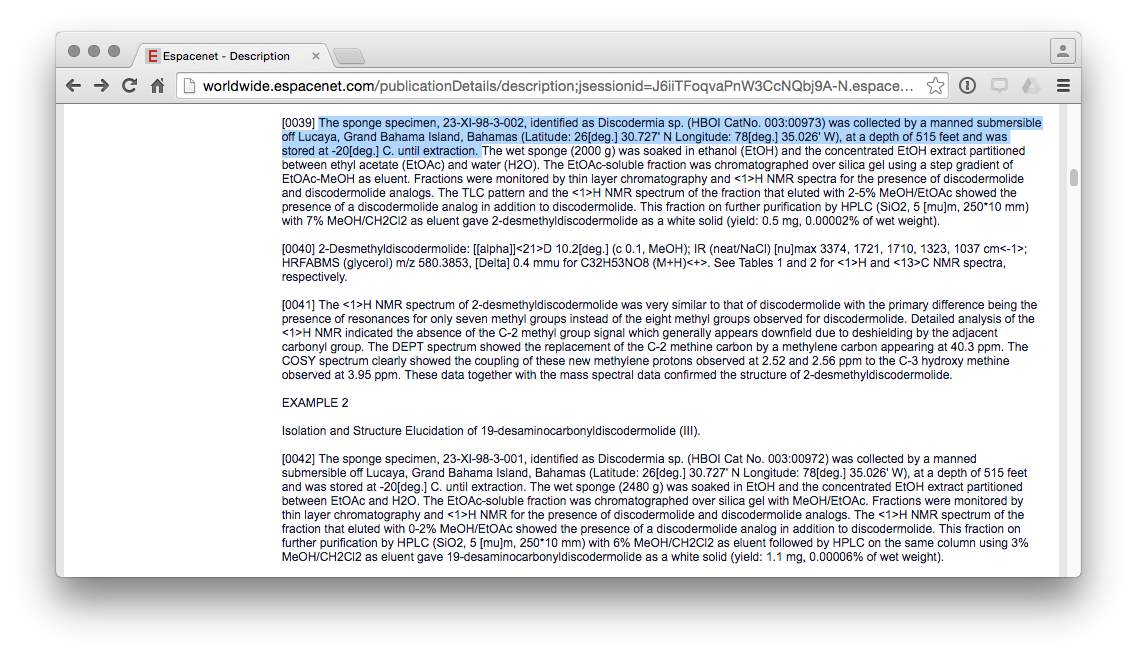 Espacenet - Description
worldwide.espacenet.com/publicationDetails/description;jsessionid=J6iiTFoqvaPnW3CcNQbj9A-N.espace...
[0039] The sponge specimen, 23-XI-98-3-002, identified as Discodermia sp. (HBOI CatNo. 003:00973) was collected by a manned submersible
off Lucaya, Grand Bahama Island, Bahamas (Latitude: 26[deg.] 30.727' N Longitude: 78[deg.] 35.026' W), at a depth of 515 feet and was
stored at -20[deg.] C. until extraction. The wet sponge (2000 g) was soaked in ethanol (EtOH) and the concentrated EtOH extract partitioned
between ethyl acetate (EtOAc) and water (H2O). The EtOAc-soluble fraction was chromatographed over silica gel using a step gradient of
EtOAc-MeOH as eluent. Fractions were monitored by thin layer chromatography and <1>H NMR spectra for the presence of discodermolide
and discodermolide analogs. The TLC pattern and the <1>H NMR spectrum of the fraction that eluted with 2-5% MeOH/EtOAc showed the
presence of a discodermolide analog in addition to discodermolide. This fraction on further purification by HPLC (SiO2, 5 [mu]m, 250*10 mm)
with 7% MeOH/CH2Cl2 as eluent gave 2-desmethyldiscodermolide as a white solid (yield: 0.5 mg, 0.00002% of wet weight).
[0040] 2-Desmethyldiscodermolide: [[alpha]]<21>D 10.2[deg.] (c 0.1, MeOH); IR (neat/NaCl) [nu]max 3374, 1721, 1710, 1323, 1037 cm<-1>;
HRFABMS (glycerol) m/z 580.3853, [Delta] 0.4 mmu for C32H53NO8 (M+H)<+>. See Tables 1 and 2 for <1>H and <13>C NMR spectra,
respectively.
[0041] The <1>H NMR spectrum of 2-desmethyldiscodermolide was very similar to that of discodermolide with the primary difference being the
presence of resonances for only seven methyl groups instead of the eight methyl groups observed for discodermolide. Detailed analysis of the
<1>H NMR indicated the absence of the C-2 methyl group signal which generally appears downfield due to deshielding by the adjacent
carbonyl group. The DEPT spectrum showed the replacement of the C-2 methine carbon by a methylene carbon appearing at 40.3 ppm. The
COSY spectrum clearly showed the coupling of these new methylene protons observed at 2.52 and 2.56 ppm to the C-3 hydroxy methine
observed at 3.95 ppm. These data together with the mass spectral data confirmed the structure of 2-desmethyldiscodermolide.
EXAMPLE 2
Isolation and Structure Elucidation of 19-desaminocarbonyldiscodermolide (III).
[0042] The sponge specimen, 23-XI-98-3-001, identified as Discodermia sp. (HBOI Cat No. 003:00972) was collected by a manned
submersible off Lucaya, Grand Bahama Island, Bahamas (Latitude: 26[deg.] 30.727' N Longitude: 78[deg.] 35.026' W), at a depth of 515 feet
and was stored at -20[deg.] C. until extraction. The wet sponge (2480 g) was soaked in EtOH and the concentrated EtOH extract partitioned
between EtOAc and H2O. The EtOAc-soluble fraction was chromatographed over silica gel with MeOH/EtOAc. Fractions were monitored by
thin layer chromatography and <1>H NMR for the presence of discodermolide and discodermolide analogs. The <1>H NMR spectrum of the
fraction that eluted with 0-2% MeOH/EtOAc showed the presence of a discodermolide analog in addition to discodermolide. This fraction on
further purification by HPLC (SiO2, 5 [mu]m, 250*10 mm) with 6% MeOH/CH2Cl2 as eluent followed by HPLC on the same column using 3%
MeOH/CH2Cl2 as eluent gave 19-desaminocarbonyldiscodermolide as a white solid (yield: 1.1 mg, 0.00006% of wet weight).